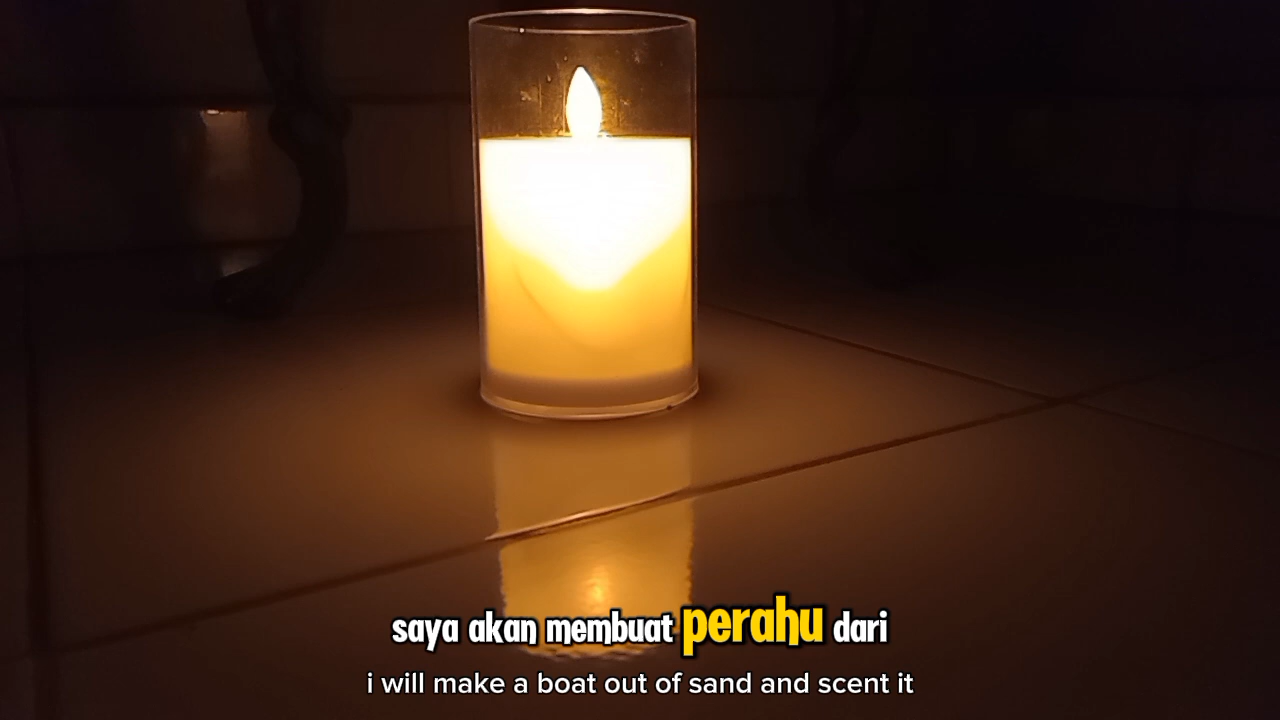 saya akan membuat perahu dari
i will make a boat out of sand and scent it